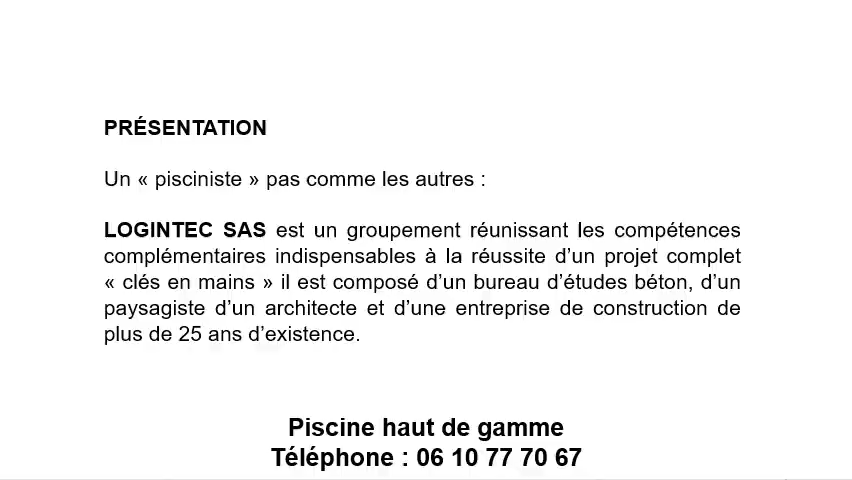 PRÉSENTATION
Un « pisciniste » pas comme les autres :
LOGINTEC SAS est un groupement réunissant les compétences
complémentaires indispensables à la réussite d’un projet complet
« clés en mains » il est composé d’un bureau d’études béton, d’un
paysagiste d’un architecte et d’une entreprise de construction de
plus de 25 ans d’existence.
Piscine haut de gamme
Téléphone : 06 10 77 70 67